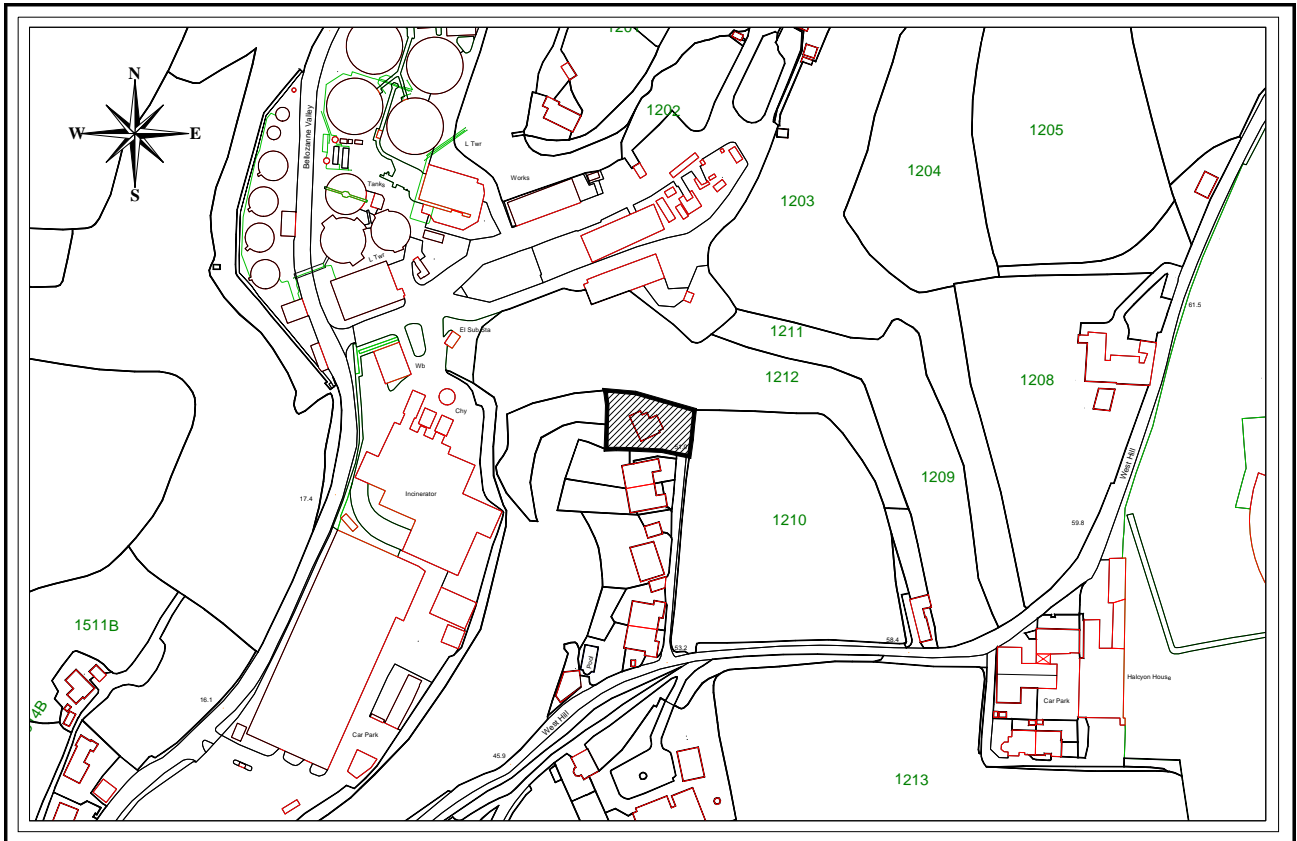 N
W E
S
Bellozanne Valley
1202
1205
1204
1203
L Twr
Works
Tanks
L Twr
61.5
El Sub Sta
1211
Wb
1212
1208
Chy
West Hill
1209
Incinerator
17.4
1210
59.8
1511B
53.2
58.4
Pool
Halcyon House
16.1
Car Park
West Hill
Car Park
45.9
1213
4B